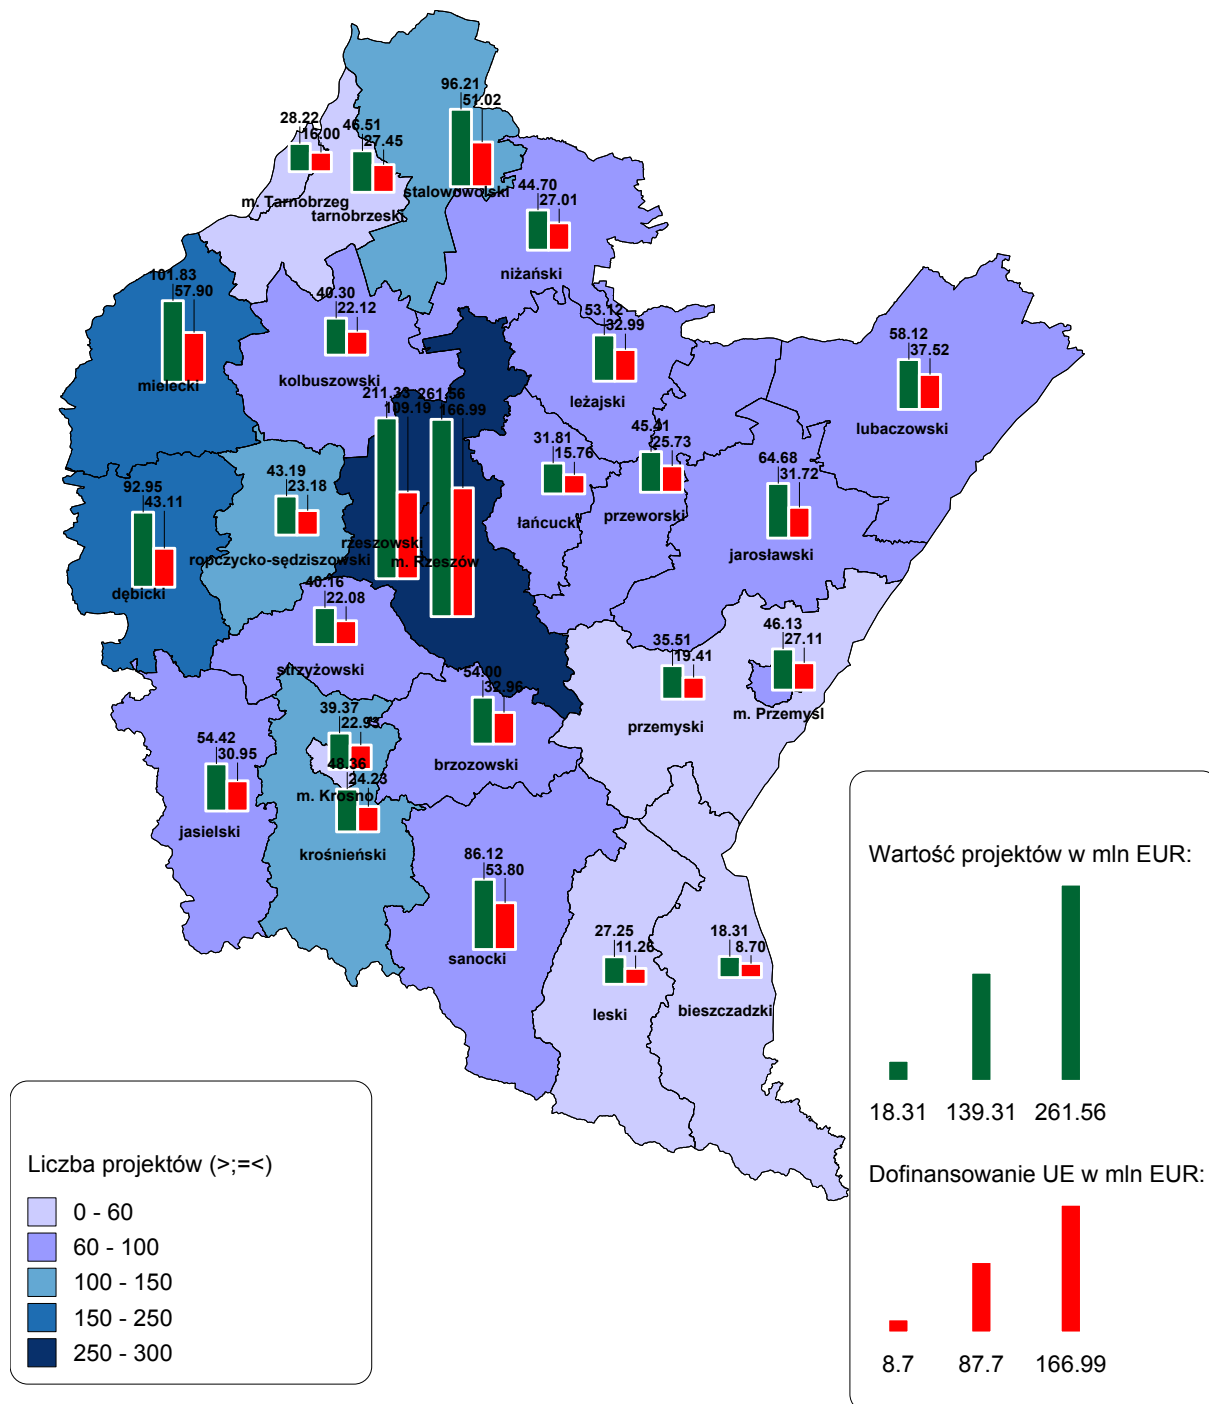 96.21
51.02
28.22
16.00
46.51
27.45
stalowowolski
m. Tarnobrzeg
tarnobrzeski
44.70
27.01
niżański
101.83
57.90
mielecki
40.30
22.12
kolbuszowski
53.12
32.99
leżajski
58.12
37.52
lubaczowski
211.33
109.19
261.56
166.99
rzeszowski
m. Rzeszów
31.81
15.76
łańcucki
45.41
25.73
przeworski
64.68
31.72
jarosławski
92.95
43.11
dębicki
43.19
23.18
ropczycko-sędziszowski
40.16
22.08
strzyżowski
35.51
19.41
przemyski
46.13
27.11
m. Przemyśl
54.00
32.96
brzozowski
39.37
22.93
m. Krosno
48.36
24.23
krośnieński
54.42
30.95
jasielski
86.12
53.80
sanocki
27.25
11.26
leski
18.31
8.70
bieszczadzki
Wartość projektów w mln EUR:
18.31 139.31 261.56
Dofinansowanie UE w mln EUR:
8.7 87.7 166.99
Liczba projektów (>;=<)
0 - 60
60 - 100
100 - 150
150 - 250
250 - 300